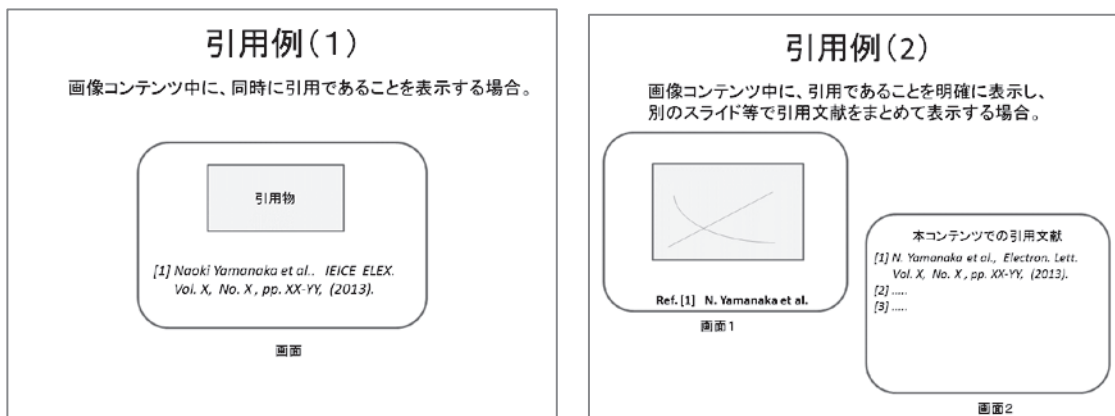 引用例(1)
画像コンテンツ中に、同時に引用であることを表示する場合。
引用物
[1] Naoki Yamanaka et al.. IEICE ELEX.
Vol. X, No. X , pp. XX-YY, (2013).
画面
引用例(2)
画像コンテンツ中に、引用であることを明確に表示し、
別のスライド等で引用文献をまとめて表示する場合。
Ref. [1] N. Yamanaka et al.
画面1
本コンテンツでの引用文献
[1] N. Yamanaka et al., Electron. Lett.
Vol. X, No. X , pp. XX-YY, (2013).
[2] .....
[3] .....
画面2